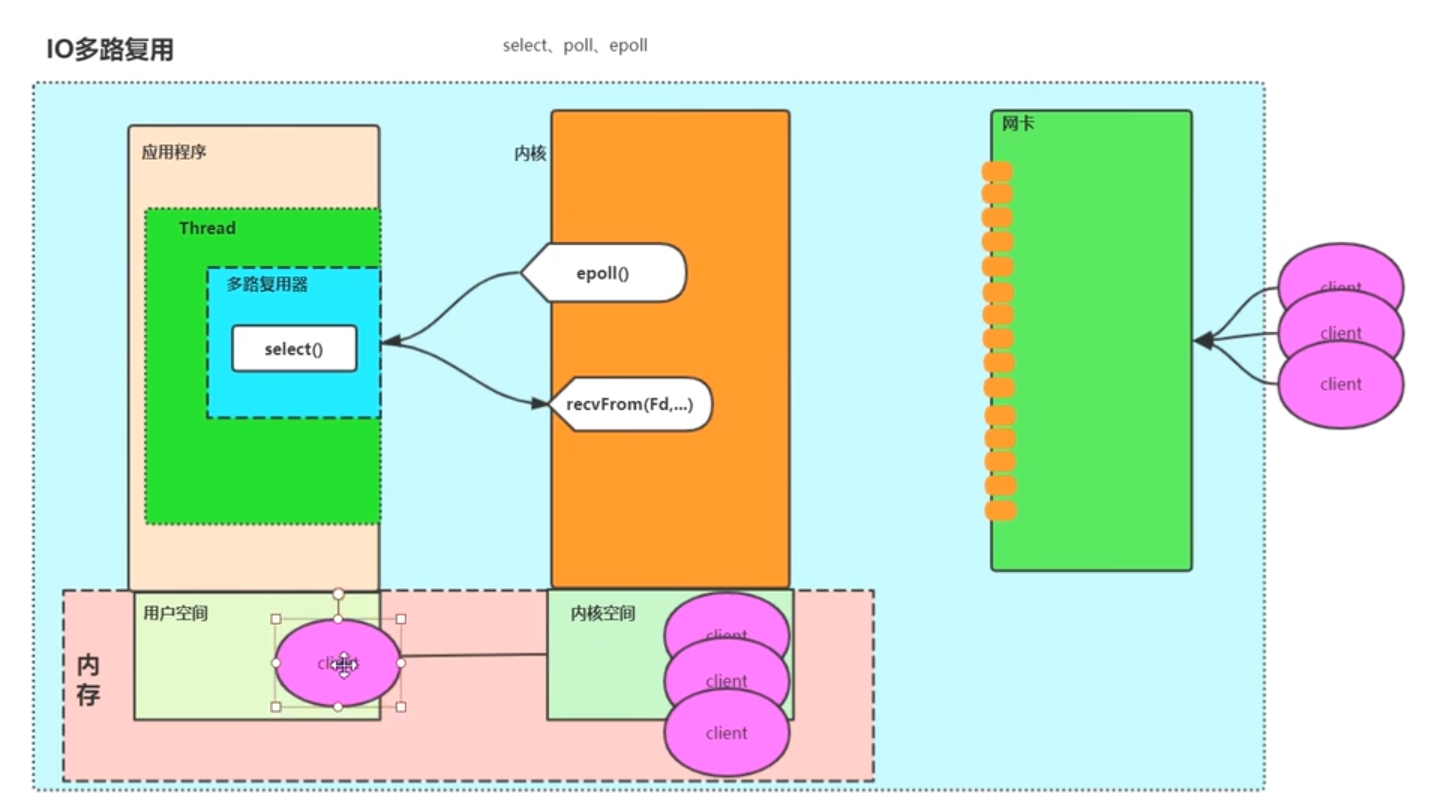 IO多路复用
select、poll、epoll
网卡
应用程序
内核
Thread
epoll()
多路复用器
select()
client
client
client
recvFrom(Fd,...)
用户空间
内核空间
内存
client
client
client